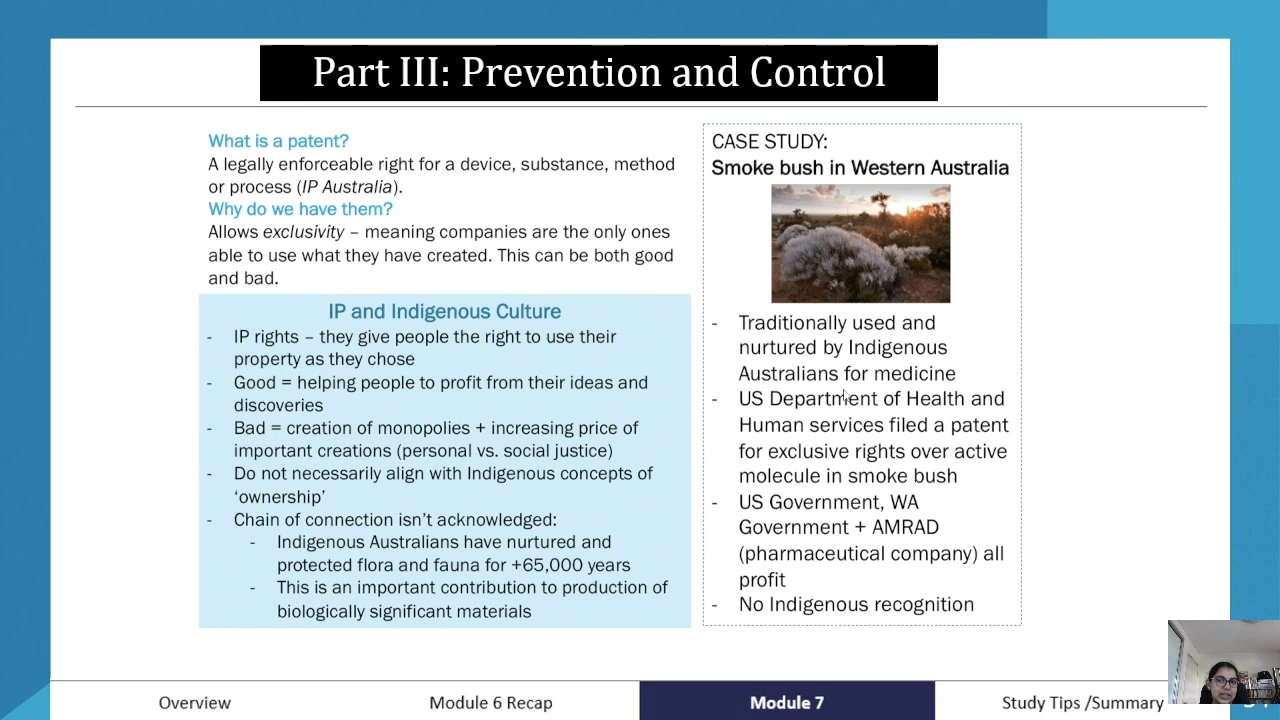 Part III: Prevention and Control
What is a patent?
A legally enforceable right for a device, substance, method
or process (IP Australia).
Why do we have them?
Allows exclusivity – meaning companies are the only ones
able to use what they have created. This can be both good
and bad.
IP and Indigenous Culture
- IP rights – they give people the right to use their
property as they chose
- Good = helping people to profit from their ideas and
discoveries
- Bad = creation of monopolies + increasing price of
important creations (personal vs. social justice)
- Do not necessarily align with Indigenous concepts of
‘ownership’
- Chain of connection isn’t acknowledged:
- Indigenous Australians have nurtured and
protected flora and fauna for +65,000 years
- This is an important contribution to production of
biologically significant materials
CASE STUDY:
Smoke bush in Western Australia
- Traditionally used and
nurtured by Indigenous
Australians for medicine
- US Department of Health and
Human services filed a patent
for exclusive rights over active
molecule in smoke bush
- US Government, WA
Government + AMRAD
(pharmaceutical company) all
profit
- No Indigenous recognition
Overview
Module 6 Recap
Module 7
Study Tips /Summary